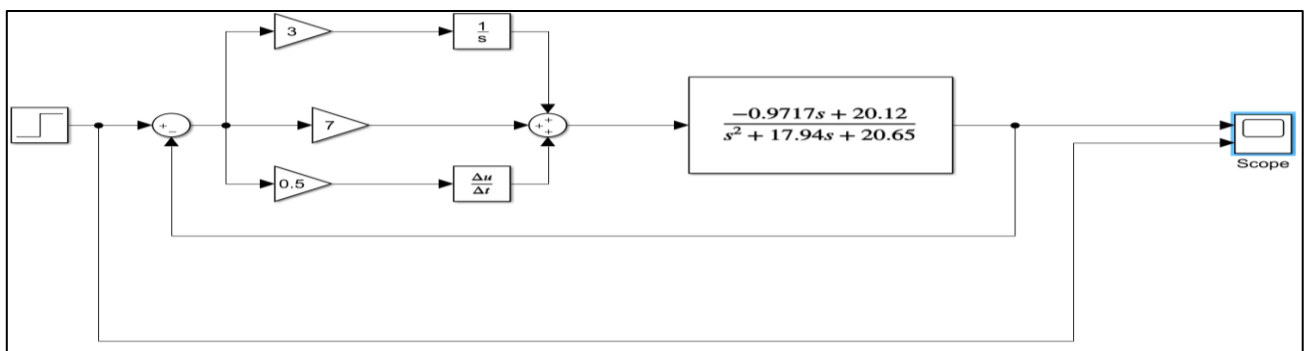 3
1
s
+
−
7
+
+
+
−0.9717s + 20.12
s² + 17.94s + 20.65
0.5
Δu
Δt
Scope